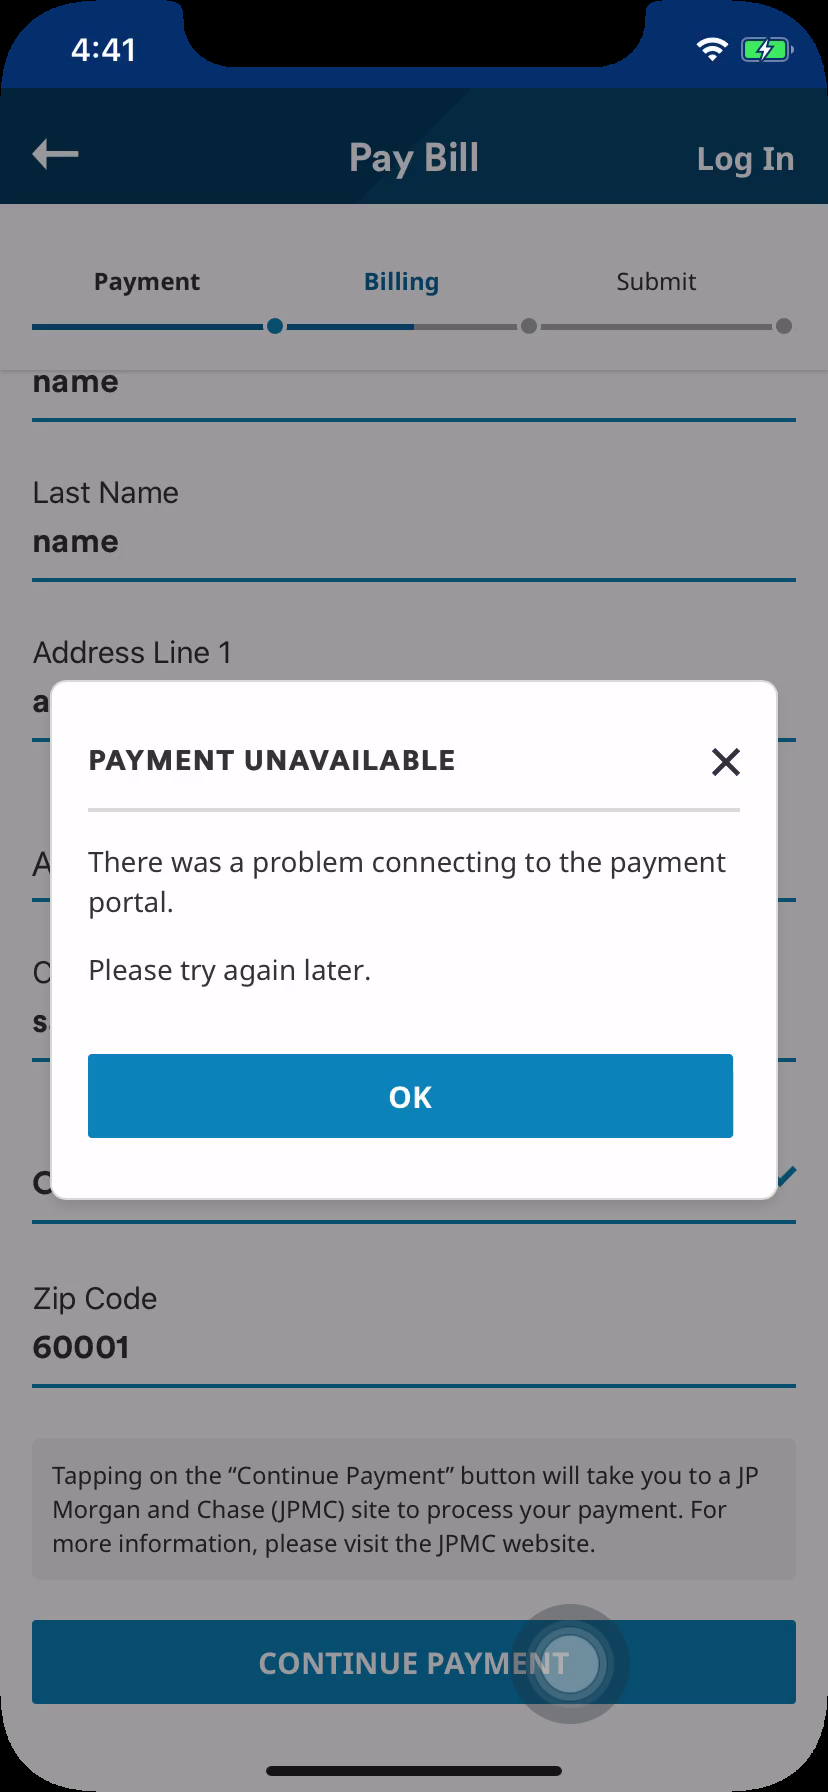 4:41
Pay Bill
Log In
Payment
Billing
Submit
name
Last Name
name
Address Line 1
PAYMENT UNAVAILABLE
There was a problem connecting to the payment
portal.
Please try again later.
OK
Zip Code
60001
Tapping on the “Continue Payment” button will take you to a JP
Morgan and Chase (JPMC) site to process your payment. For
more information, please visit the JPMC website.
CONTINUE PAYMENT